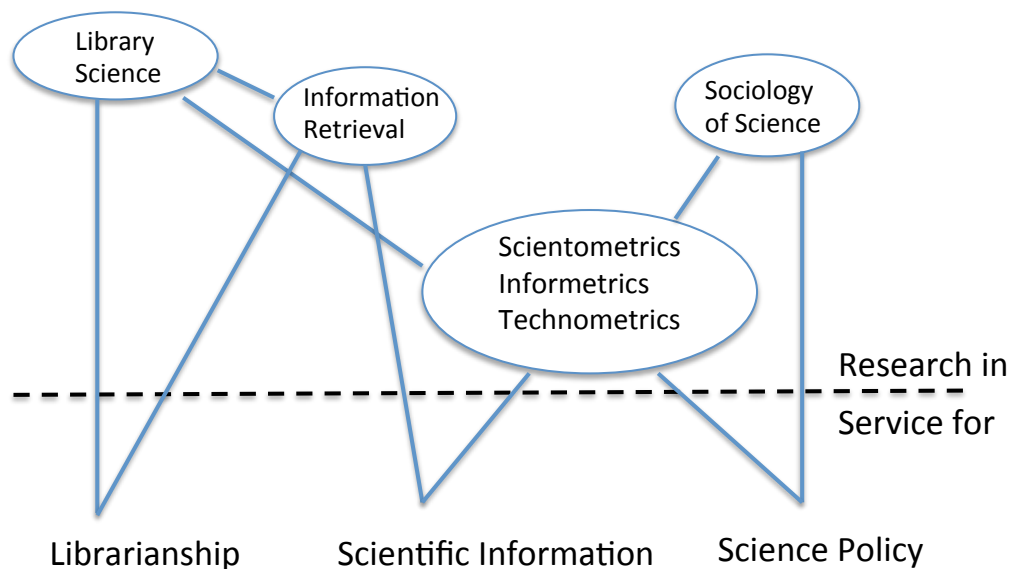 Library
Science
Information
Retrieval
Sociology
of Science
Scientometrics
Informetrics
Technometrics
Research in
Service for
Librarianship
Scientific Information
Science Policy